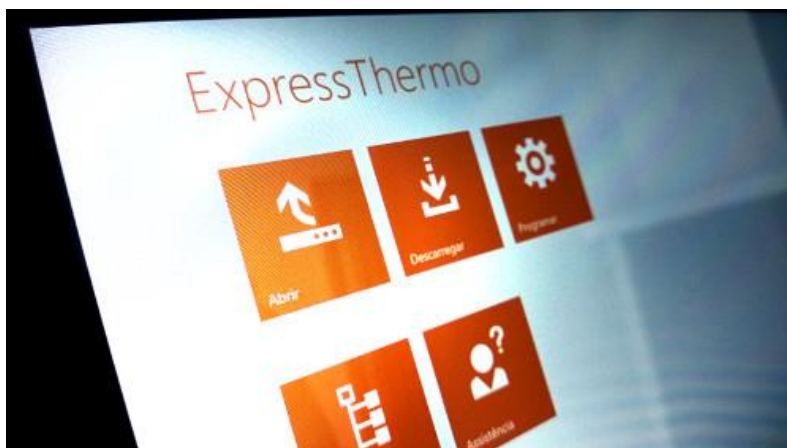 ExpressThermo
Abrir
Descarregar
Programar
Assistência